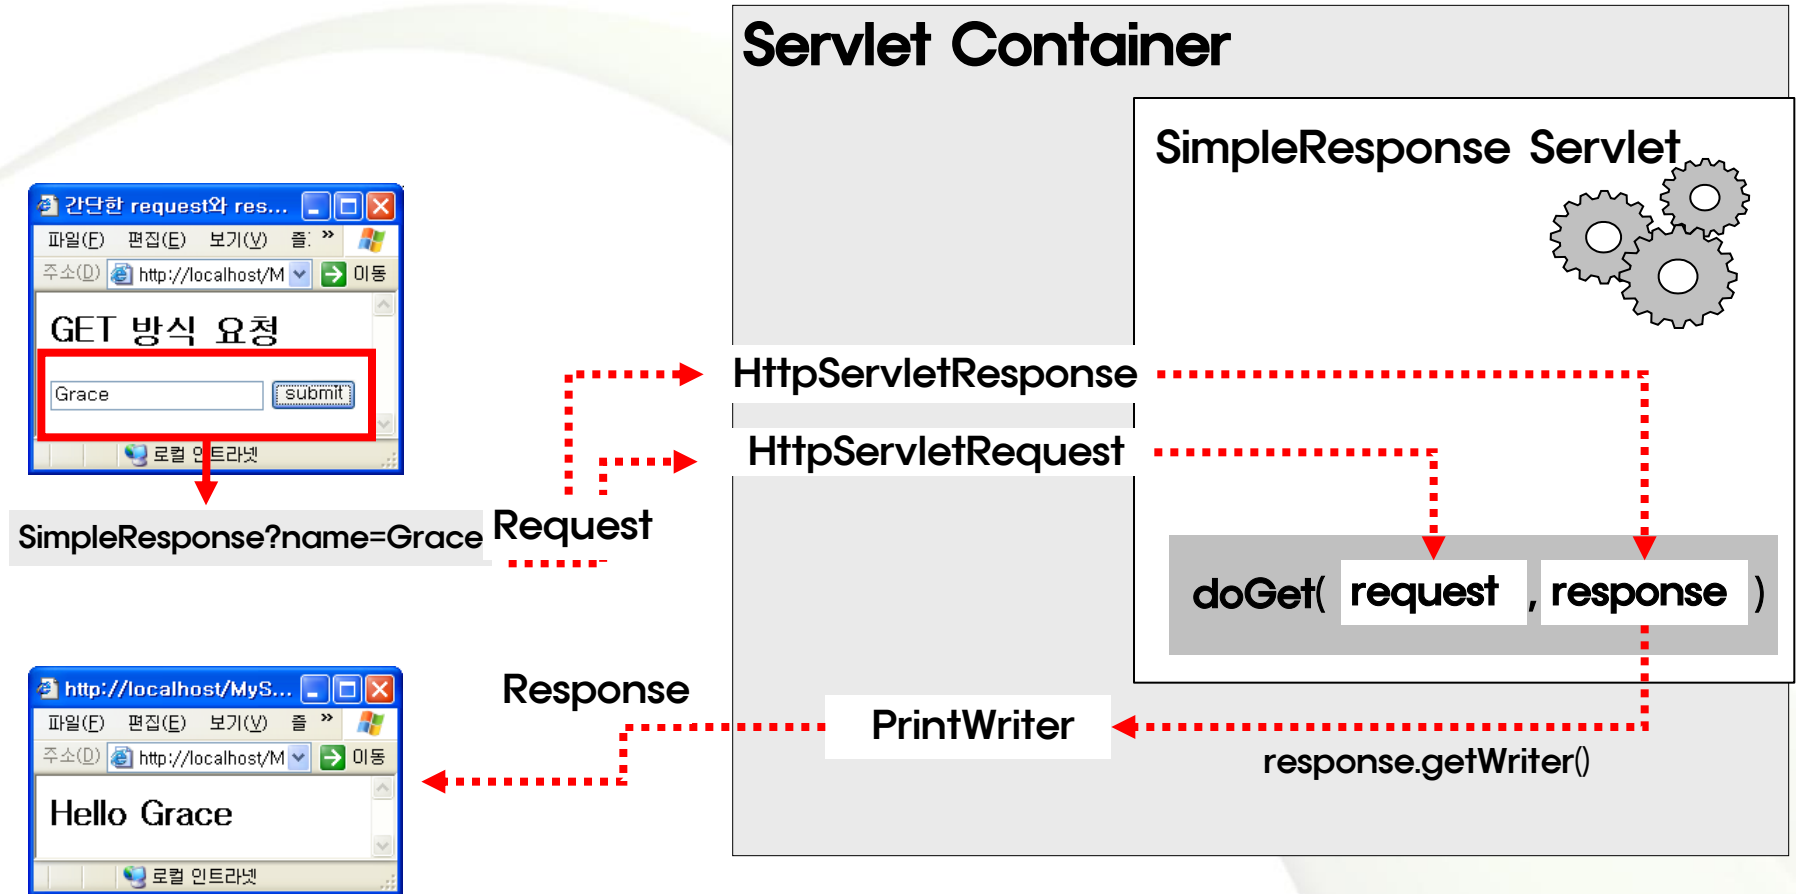 Servlet Container
SimpleResponse Servlet
간단한 request와 res...
파일(F) 편집(E) 보기(V) 즐: »
주소(D) http://localhost/M 이동
GET 방식 요청
Grace submit
로컬 인트라넷
SimpleResponse?name=Grace
Request
HttpServletResponse
HttpServletRequest
doGet( request , response )
http://localhost/MyS...
파일(F) 편집(E) 보기(V) 즐 »
주소(D) http://localhost/M 이동
Hello Grace
로컬 인트라넷
Response
PrintWriter
response.getWriter()